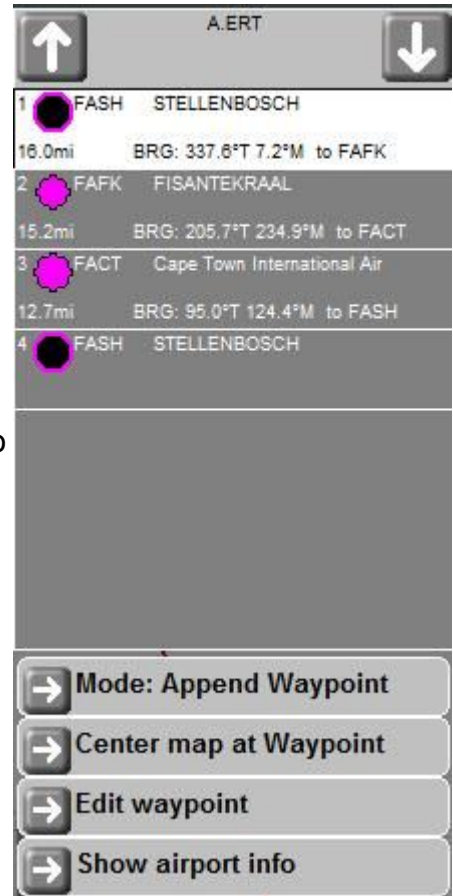 A.ERT
1 FASH STELLENBOSCH
16.0mi BRG: 337.6°T 7.2°M to FAFK
2 FAFK FISANTEKRAAL
15.2mi BRG: 205.7°T 234.9°M to FACT
3 FACT Cape Town International Air
12.7mi BRG: 95.0°T 124.4°M to FASH
4 FASH STELLENBOSCH
o
Mode: Append Waypoint
Center map at Waypoint
Edit waypoint
Show airport info